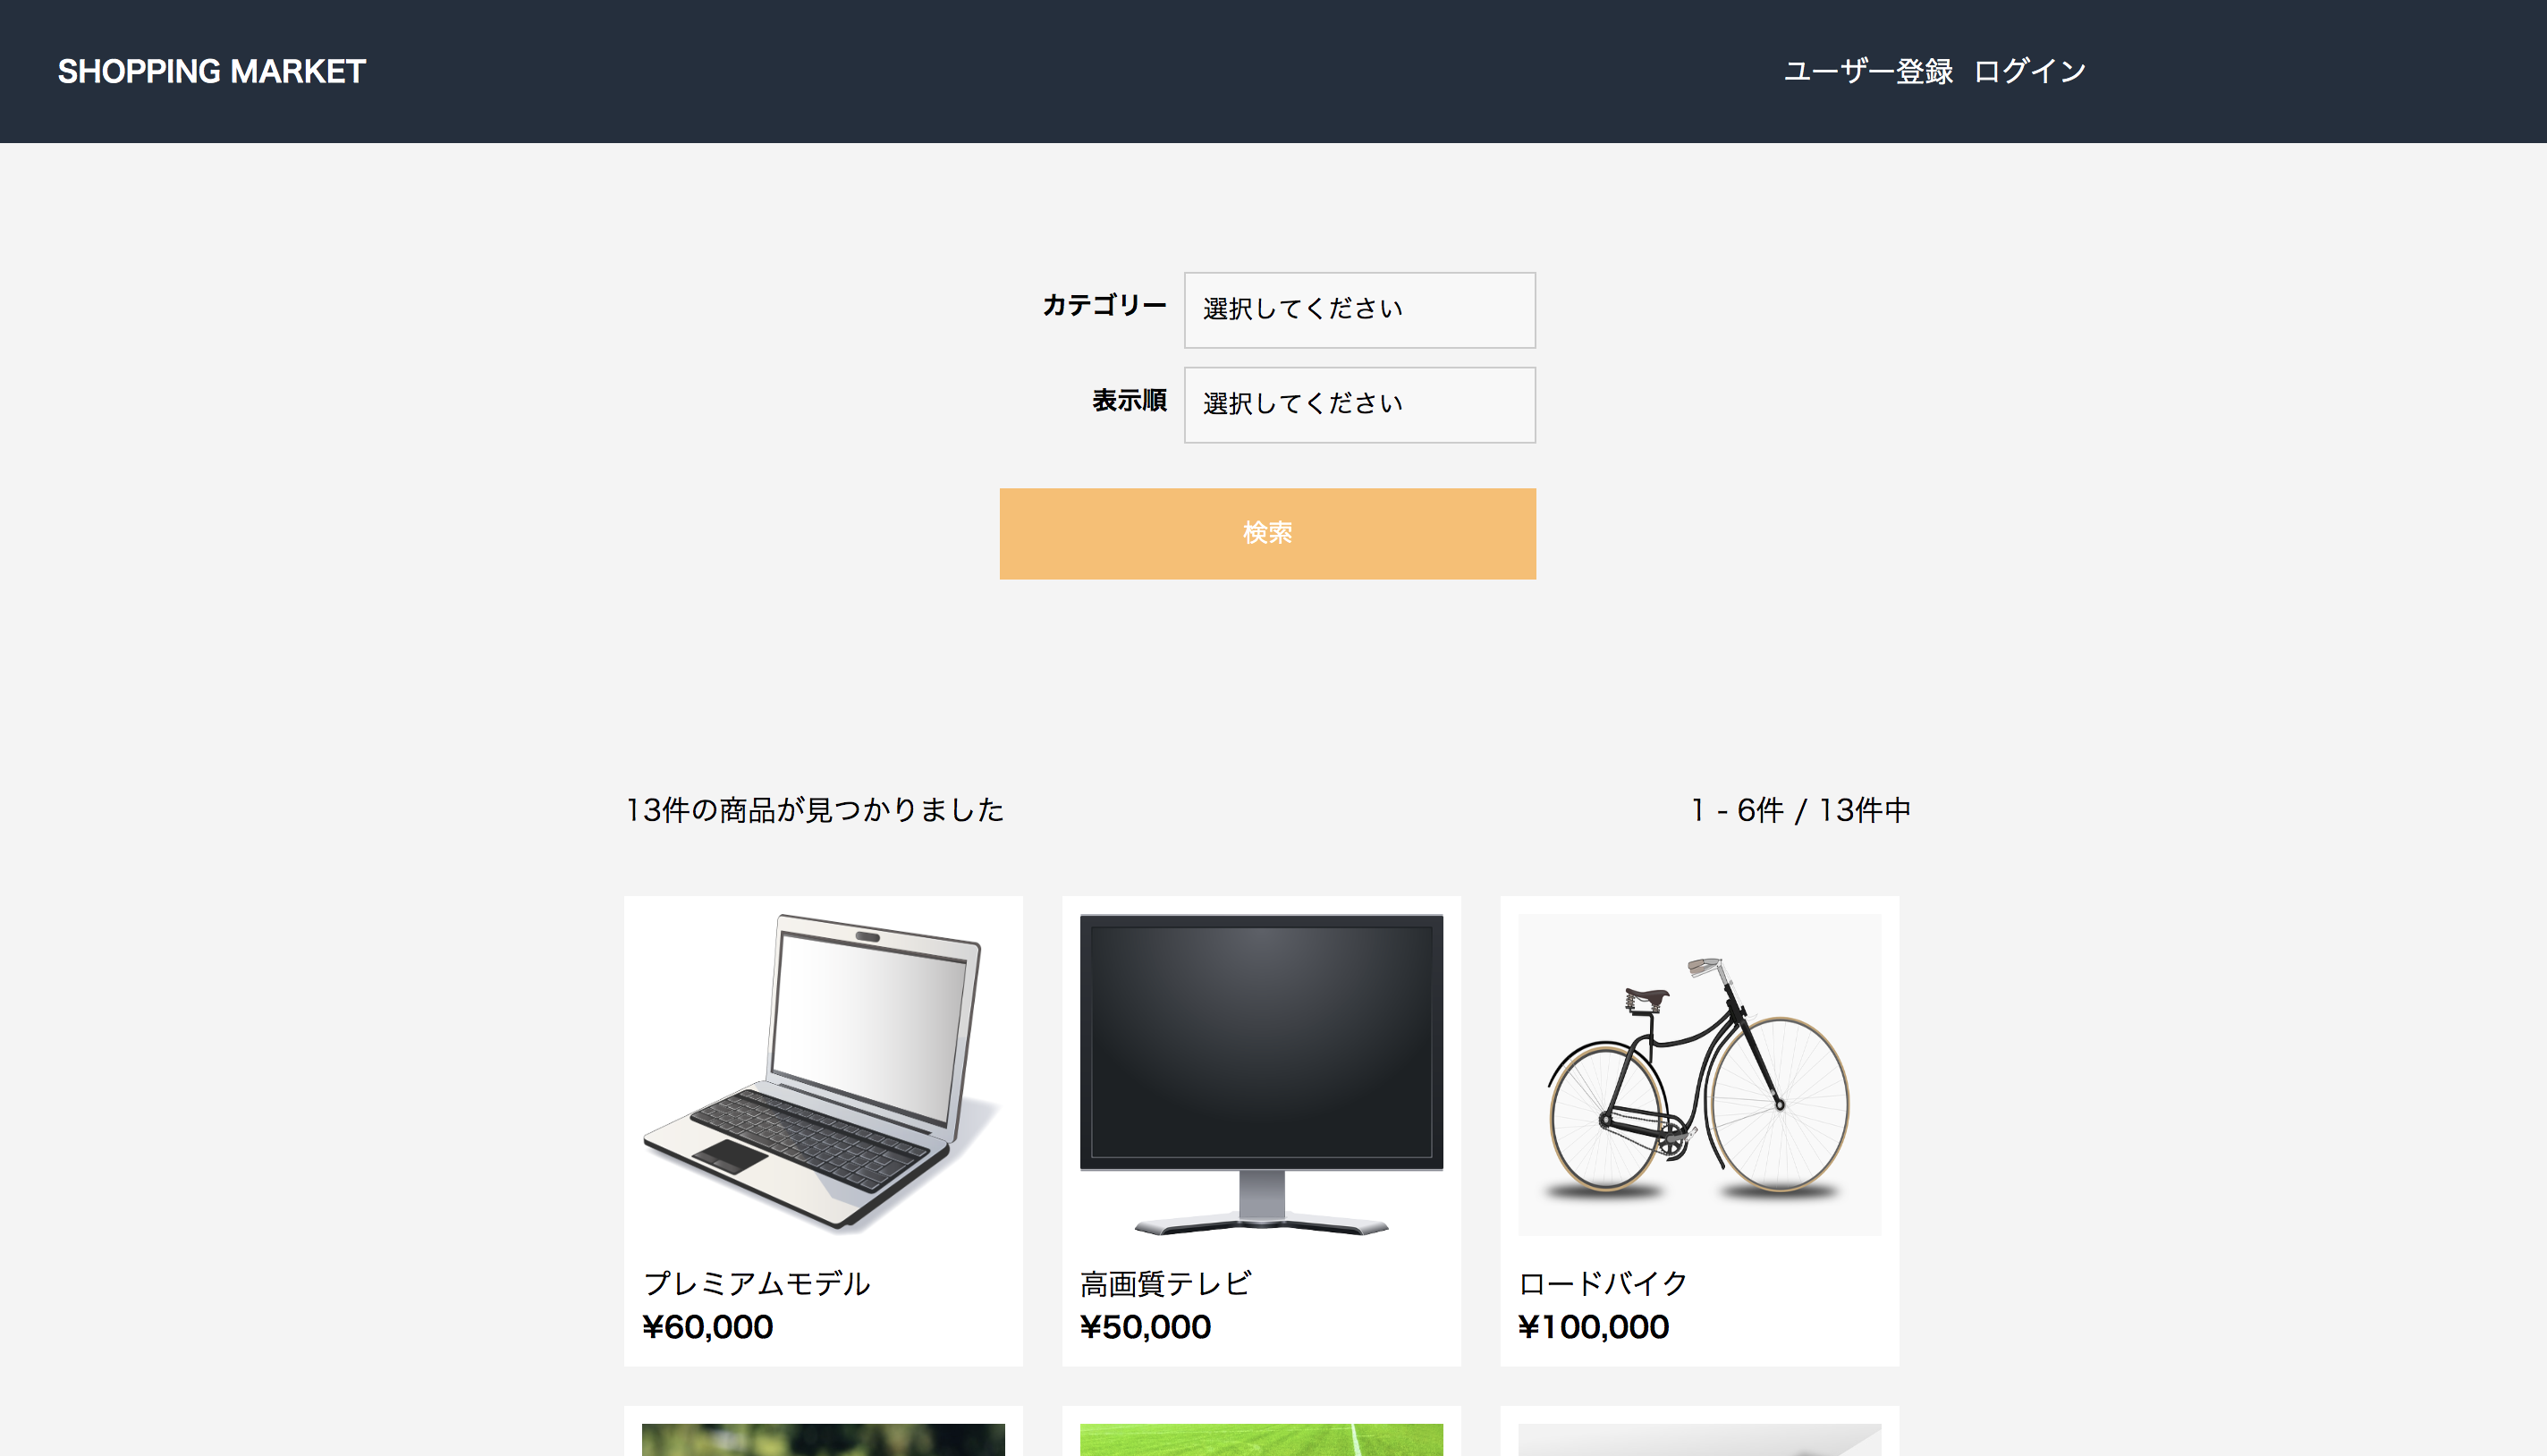 SHOPPING MARKET
ユーザー登録 ログイン
カテゴリー 選択してください
表示順 選択してください
検索
13件の商品が見つかりました
1 - 6件 / 13件中
プレミアムモデル
¥60,000
高画質テレビ
¥50,000
ロードバイク
¥100,000